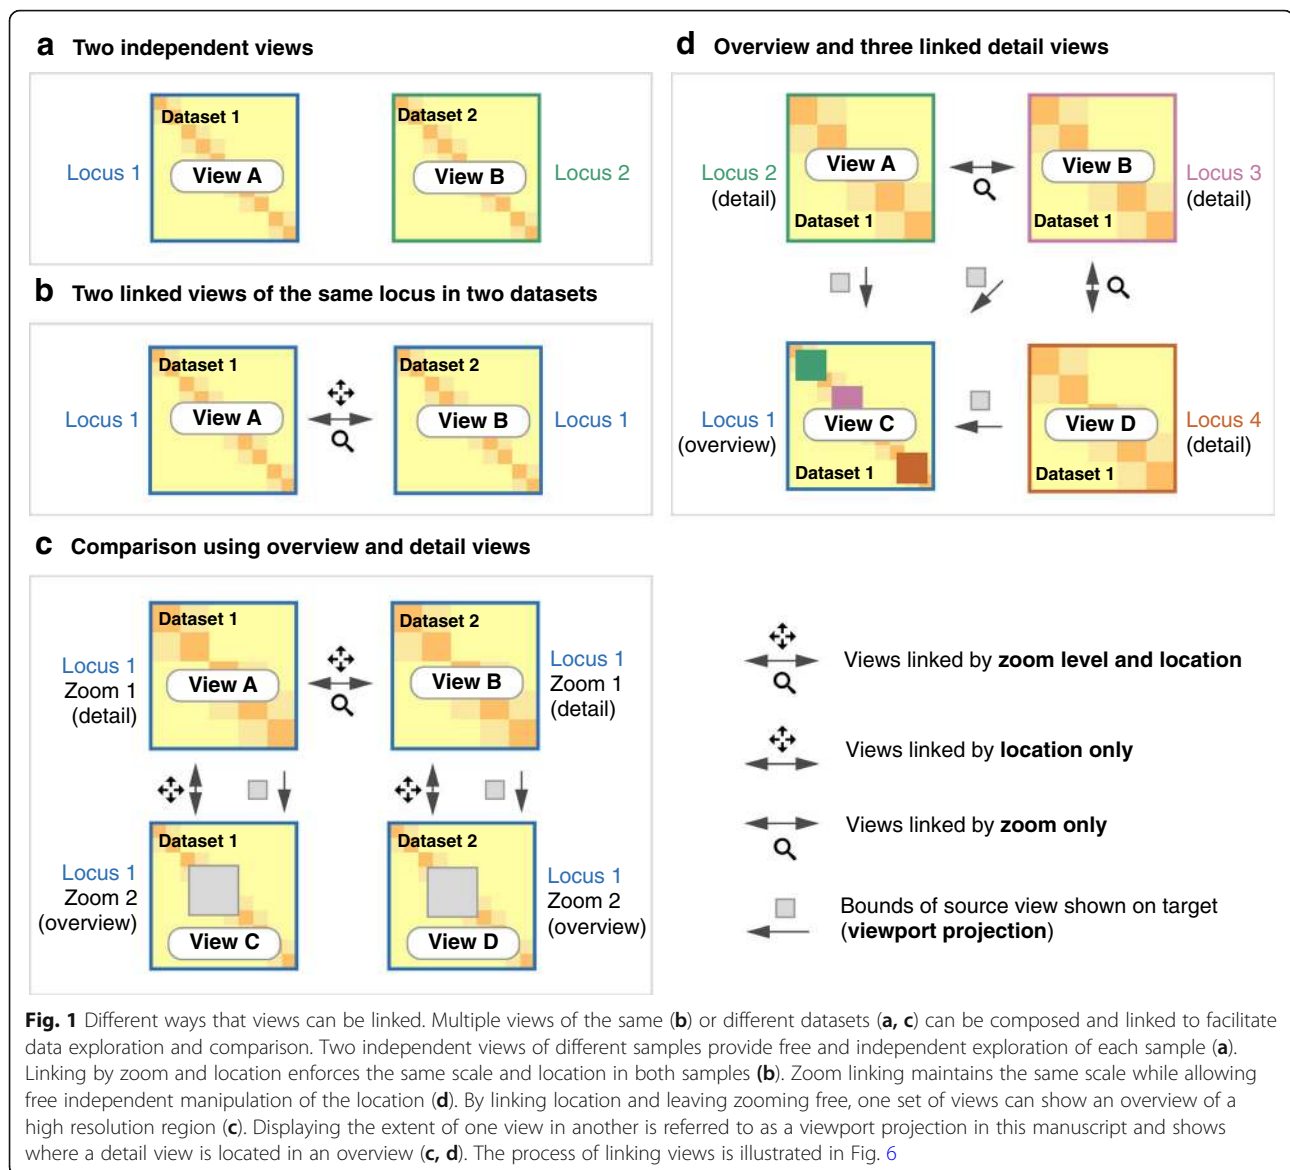 a Two independent views
Dataset 1
Locus 1
View A
Dataset 2
View B
Locus 2
b Two linked views of the same locus in two datasets
Dataset 1
Locus 1
View A
Dataset 2
View B
Locus 1
c Comparison using overview and detail views
Dataset 1
Locus 1
Zoom 1
(detail)
View A
Dataset 2
View B
Locus 1
Zoom 1
(detail)
Dataset 1
Locus 1
Zoom 2
(overview)
View C
Dataset 2
View D
Locus 1
Zoom 2
(overview)
d Overview and three linked detail views
Locus 2
(detail)
View A
Dataset 1
View B
Dataset 1
Locus 3
(detail)
Locus 1
(overview)
View C
Dataset 1
View D
Dataset 1
Locus 4
(detail)
Views linked by zoom level and location
Views linked by location only
Views linked by zoom only
Bounds of source view shown on target
(viewport projection)
Fig. 1 Different ways that views can be linked. Multiple views of the same (b) or different datasets (a, c) can be composed and linked to facilitate
data exploration and comparison. Two independent views of different samples provide free and independent exploration of each sample (a).
Linking by zoom and location enforces the same scale and location in both samples (b). Zoom linking maintains the same scale while allowing
free independent manipulation of the location (d). By linking location and leaving zooming free, one set of views can show an overview of a
high resolution region (c). Displaying the extent of one view in another is referred to as a viewport projection in this manuscript and shows
where a detail view is located in an overview (c, d). The process of linking views is illustrated in Fig. 6